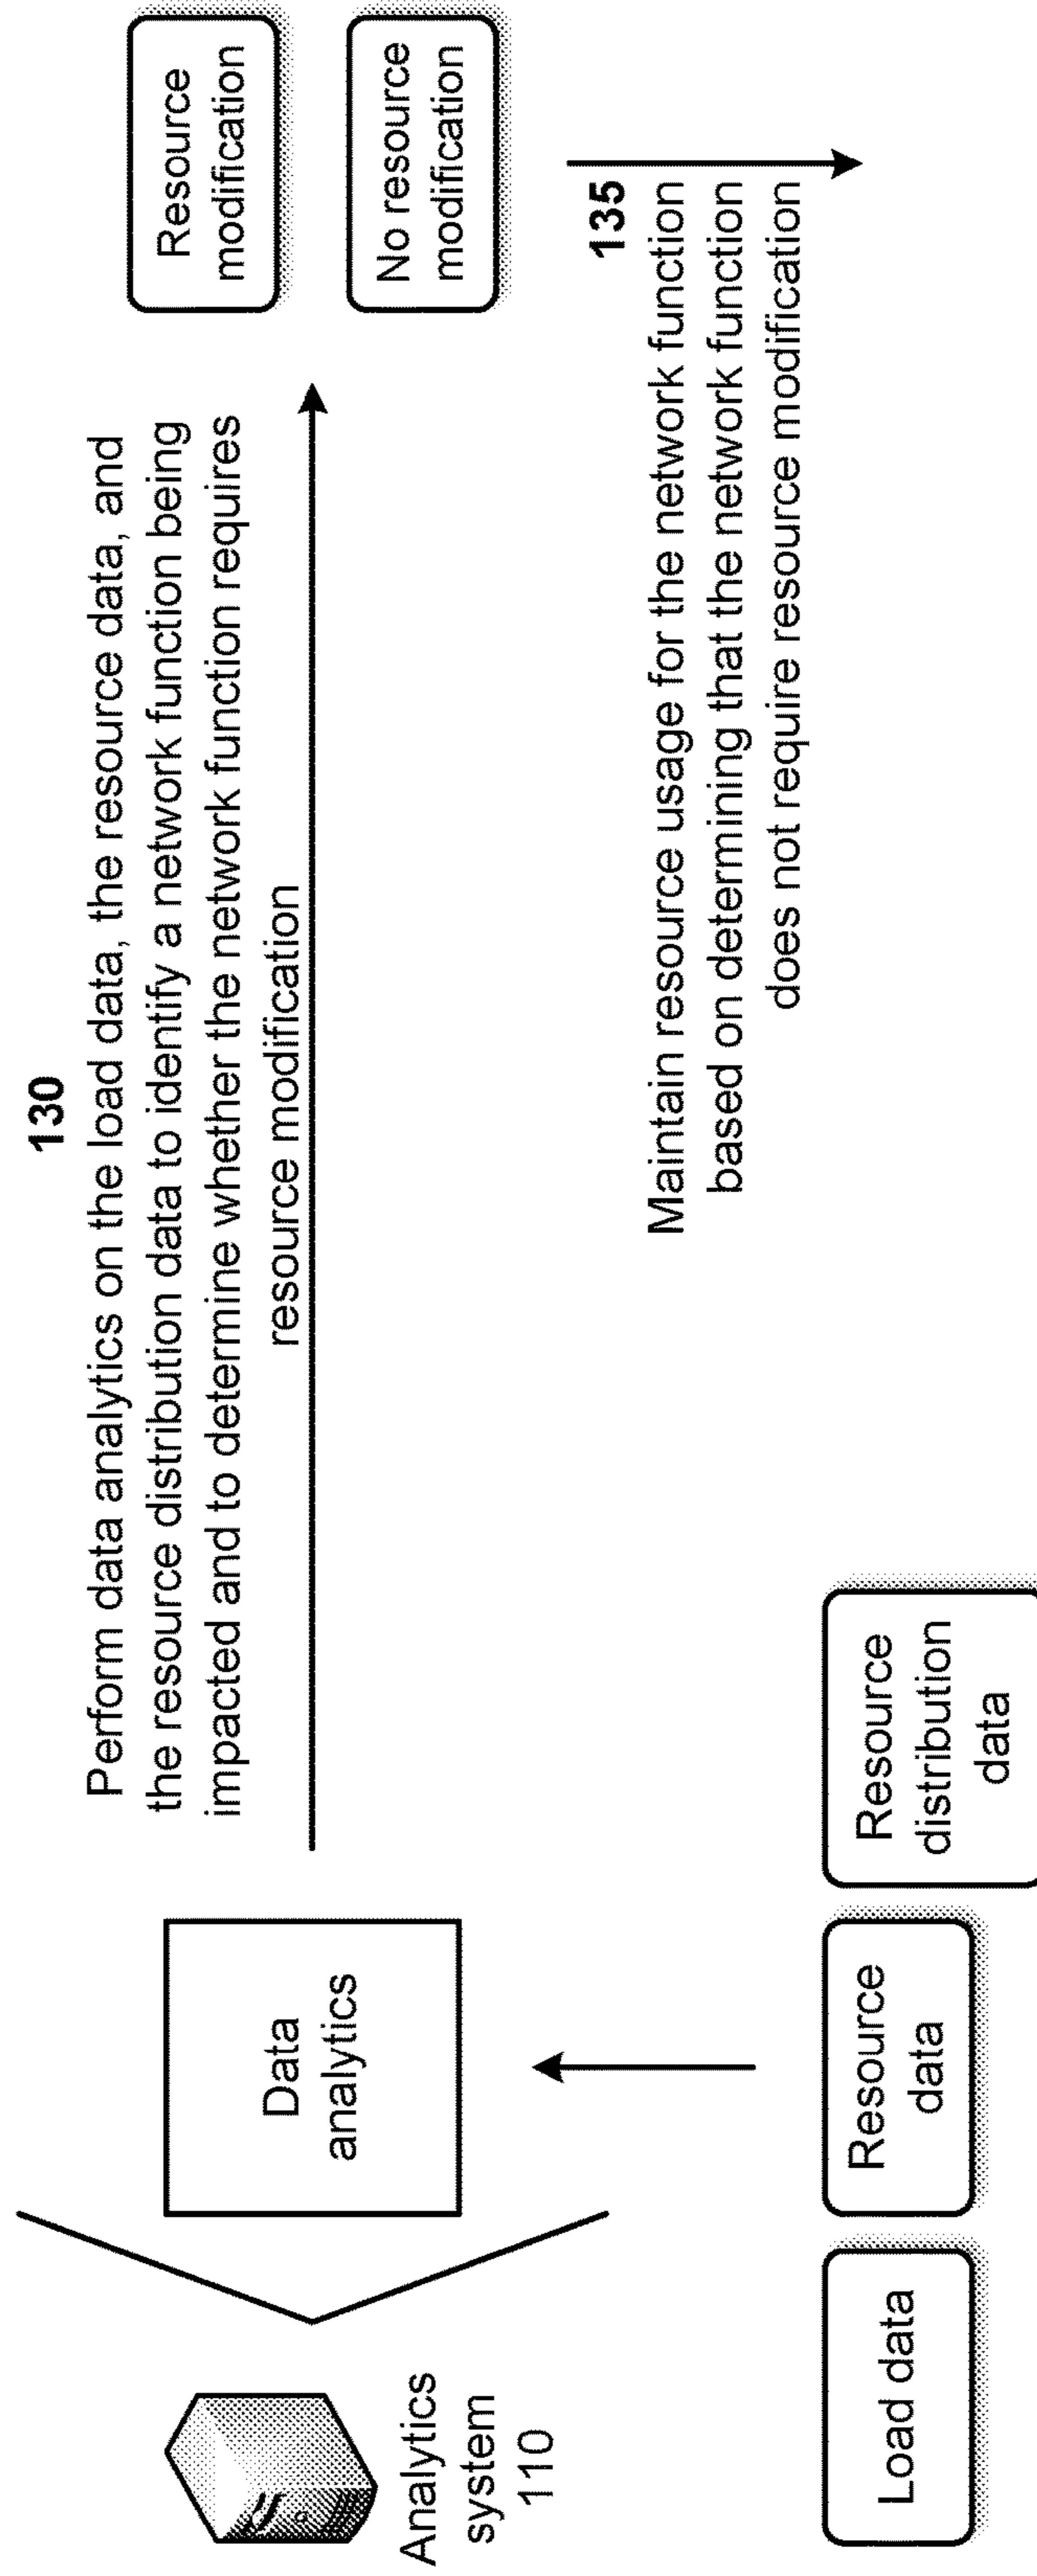 130
Perform data analytics on the load data, the resource data, and
the resource distribution data to identify a network function being
impacted and to determine whether the network function requires
resource modification
Analytics
system
110
Data
analytics
Resource
modification
No resource
modification
135
Maintain resource usage for the network function
based on determining that the network function
does not require resource modification
Load data
Resource
data
Resource
distribution
data